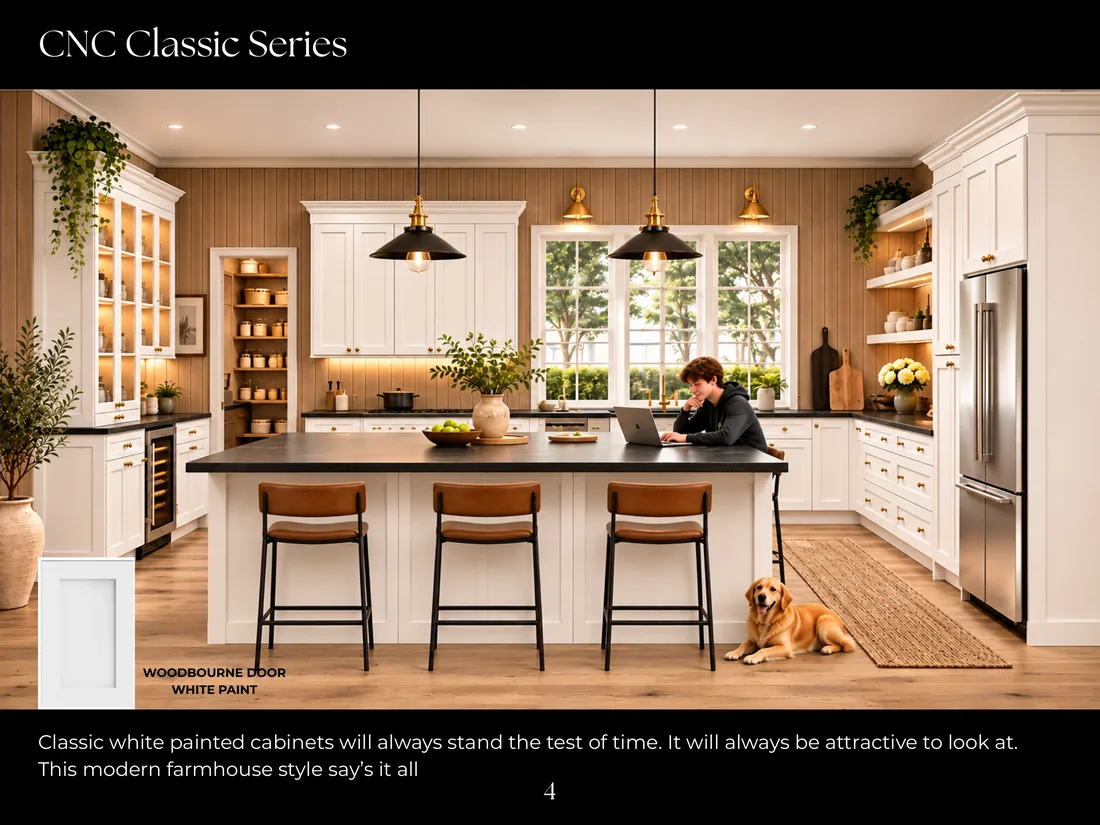 CNC Classic Series
WOODBOURNE DOOR
WHITE PAINT
Classic white painted cabinets will always stand the test of time. It will always be attractive to look at.
This modern farmhouse style say’s it all
4